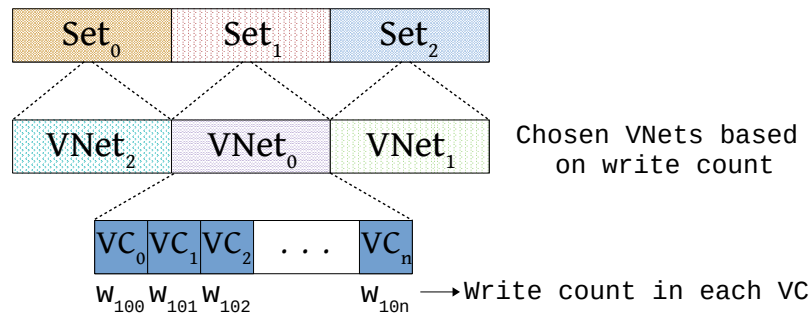 Set₀ Set₁ Set₂
VNet₂ VNet₀ VNet₁
Chosen VNets based
on write count
VC₀ VC₁ VC₂ . . . VCₙ
W₁₀₀ W₁₀₁ W₁₀₂ W₁₀ₙ Write count in each VC